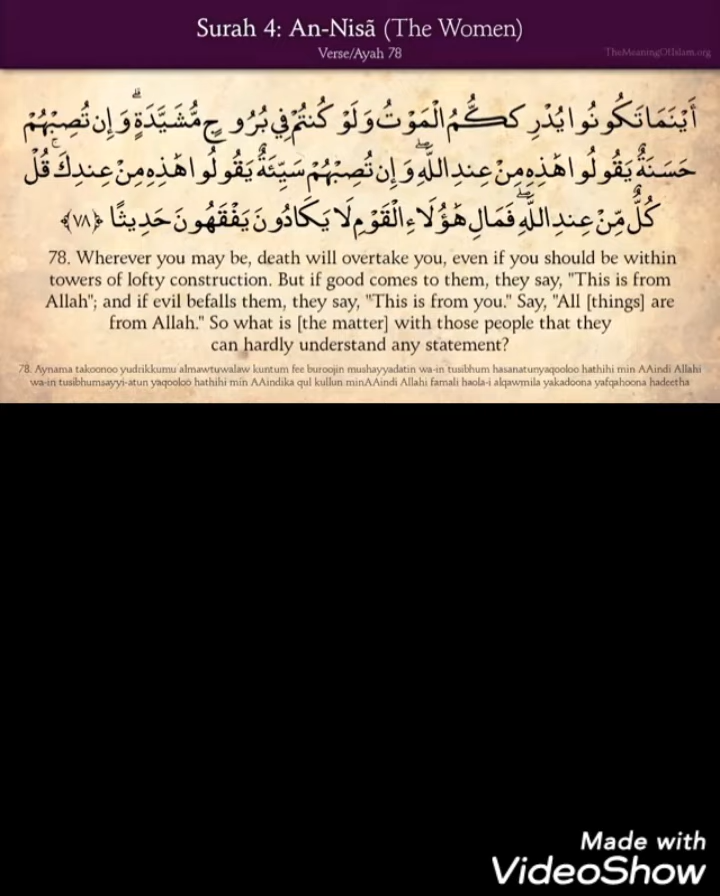 Surah 4: An-Nisã (The Women)
Verse/Ayah 78
TheMeaningOfIslam.org
أَيْنَمَا تَكُونُوا يُدْرِككُّمُ الْمَوْتُ وَلَوْ كُنتُمْ فِي بُرُوجٍ مُّشَيَّدَةٍ ۗ وَإِن تُصِبْهُمْ
حَسَنَةٌ يَقُولُوا هَٰذِهِ مِنْ عِندِ اللَّهِ ۖ وَإِن تُصِبْهُمْ سَيِّئَةٌ يَقُولُوا هَٰذِهِ مِنْ عِندِكَ ۚ قُلْ
كُلٌّ مِّنْ عِندِ اللَّهِ ۖ فَمَالِ هَٰؤُلَاءِ الْقَوْمِ لَا يَكَادُونَ يَفْقَهُونَ حَدِيثًا ﴿٧٨﴾
78. Wherever you may be, death will overtake you, even if you should be within
towers of lofty construction. But if good comes to them, they say, "This is from
Allah"; and if evil befalls them, they say, "This is from you." Say, "All [things] are
from Allah." So what is [the matter] with those people that they
can hardly understand any statement?
78. Aynama takoonoo yudrikkumu almawtuwalaw kuntum fee buroojin mushayyadatin wa-in tusibhum hasanatunyaqooloo hathihi min AAindi Allahi
wa-in tusibhumsayyi-atun yaqooloo hathihi min AAindika qul kullun minAAindi Allahi famali haola-i alqawmila yakadoona yafqahoona hadeetha
Made with
VideoShow